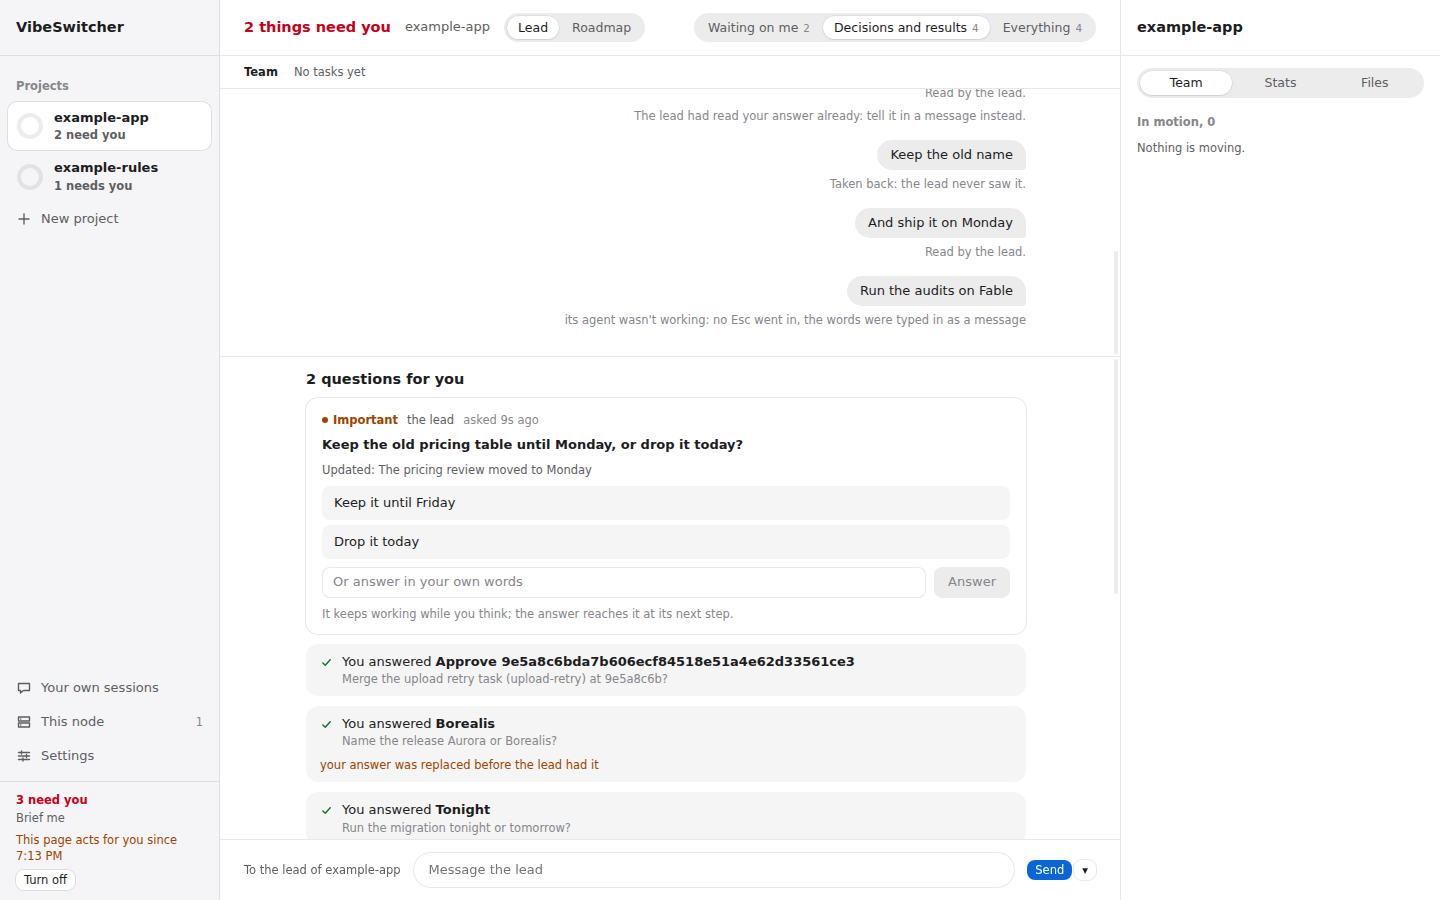 VibeSwitcher
Projects
example-app
2 need you
example-rules
1 needs you
New project
Your own sessions
This node 1
Settings
3 need you
Brief me
This page acts for you since
7:13 PM
Turn off
2 things need you example-app Lead Roadmap Waiting on me 2 Decisions and results 4 Everything 4
Team No tasks yet
Read by the lead.
The lead had read your answer already: tell it in a message instead.
Keep the old name
Taken back: the lead never saw it.
And ship it on Monday
Read by the lead.
Run the audits on Fable
its agent wasn't working: no Esc went in, the words were typed in as a message
2 questions for you
Important the lead asked 9s ago
Keep the old pricing table until Monday, or drop it today?
Updated: The pricing review moved to Monday
Keep it until Friday
Drop it today
Or answer in your own words Answer
It keeps working while you think; the answer reaches it at its next step.
You answered Approve 9e5a8c6bda7b606ecf84518e51a4e62d33561ce3
Merge the upload retry task (upload-retry) at 9e5a8c6b?
You answered Borealis
Name the release Aurora or Borealis?
your answer was replaced before the lead had it
You answered Tonight
Run the migration tonight or tomorrow?
To the lead of example-app Message the lead Send
example-app
Team Stats Files
In motion, 0
Nothing is moving.